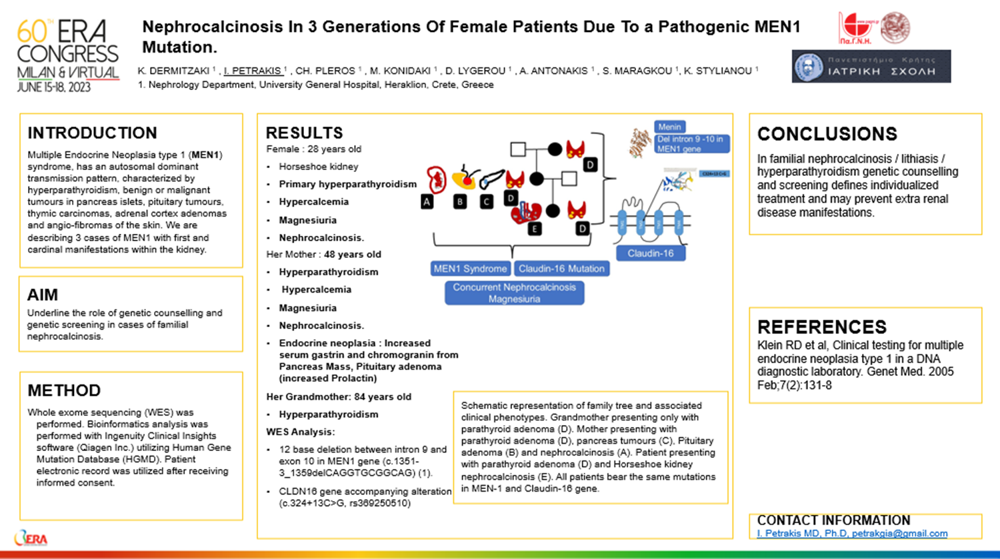 60TH ERA
CONGRESS
MILAN & VIRTUAL
JUNE 15-18, 2023
Nephrocalcinosis In 3 Generations Of Female Patients Due To a Pathogenic MEN1
Mutation.
K. DERMITZAKI 1 , I. PETRAKIS 1 , CH. PLEROS 1 , M. KONIDAKI 1 , D. LYGEROU 1 , A. ANTONAKIS 1 , S. MARAGKOU 1, K. STYLIANOU 1
1. Nephrology Department, University General Hospital, Heraklion, Crete, Greece
www.pagni.gr
Πα.Γ.Ν.Η.
Πανεπιστήμιο Κρήτης
ΙΑΤΡΙΚΗ ΣΧΟΛΗ
INTRODUCTION
Multiple Endocrine Neoplasia type 1 (MEN1)
syndrome, has an autosomal dominant
transmission pattern, characterized by
hyperparathyroidism, benign or malignant
tumours in pancreas islets, pituitary tumours,
thymic carcinomas, adrenal cortex adenomas
and angio-fibromas of the skin. We are
describing 3 cases of MEN1 with first and
cardinal manifestations within the kidney.
AIM
Underline the role of genetic counselling and
genetic screening in cases of familial
nephrocalcinosis.
METHOD
Whole exome sequencing (WES) was
performed. Bioinformatics analysis was
performed with Ingenuity Clinical Insights
software (Qiagen Inc.) utilizing Human Gene
Mutation Database (HGMD). Patient
electronic record was utilized after receiving
informed consent.
RESULTS
Female : 28 years old
• Horseshoe kidney
• Primary hyperparathyroidism
• Hypercalcemia
• Magnesiuria
• Nephrocalcinosis.
Her Mother : 48 years old
• Hyperparathyroidism
• Hypercalcemia
• Magnesiuria
• Nephrocalcinosis.
• Endocrine neoplasia : Increased
serum gastrin and chromogranin from
Pancreas Mass, Pituitary adenoma
(increased Prolactin)
Her Grandmother: 84 years old
• Hyperparathyroidism
WES Analysis:
• 12 base deletion between intron 9 and
exon 10 in MEN1 gene (c.1351-
3_1359delCAGGTGCGGCAG) (1).
• CLDN16 gene accompanying alteration
(c.324+13C>G, rs369250510)
D
A
B
C
D
E
D
MEN1 Syndrome
Claudin-16 Mutation
Concurrent Nephrocalcinosis
Magnesiuria
Menin
Del intron 9 -10 in
MEN1 gene
C324+13 C>G
Claudin-16
Schematic representation of family tree and associated
clinical phenotypes. Grandmother presenting only with
parathyroid adenoma (D). Mother presenting with
parathyroid adenoma (D), pancreas tumours (C), Pituitary
adenoma (B) and nephrocalcinosis (A). Patient presenting
with parathyroid adenoma (D) and Horseshoe kidney
nephrocalcinosis (E). All patients bear the same mutations
in MEN-1 and Claudin-16 gene.
CONCLUSIONS
In familial nephrocalcinosis / lithiasis /
hyperparathyroidism genetic counselling
and screening defines individualized
treatment and may prevent extra renal
disease manifestations.
REFERENCES
Klein RD et al, Clinical testing for multiple
endocrine neoplasia type 1 in a DNA
diagnostic laboratory. Genet Med. 2005
Feb;7(2):131-8
CONTACT INFORMATION
I. Petrakis MD, Ph.D, petrakgia@gmail.com
ERA